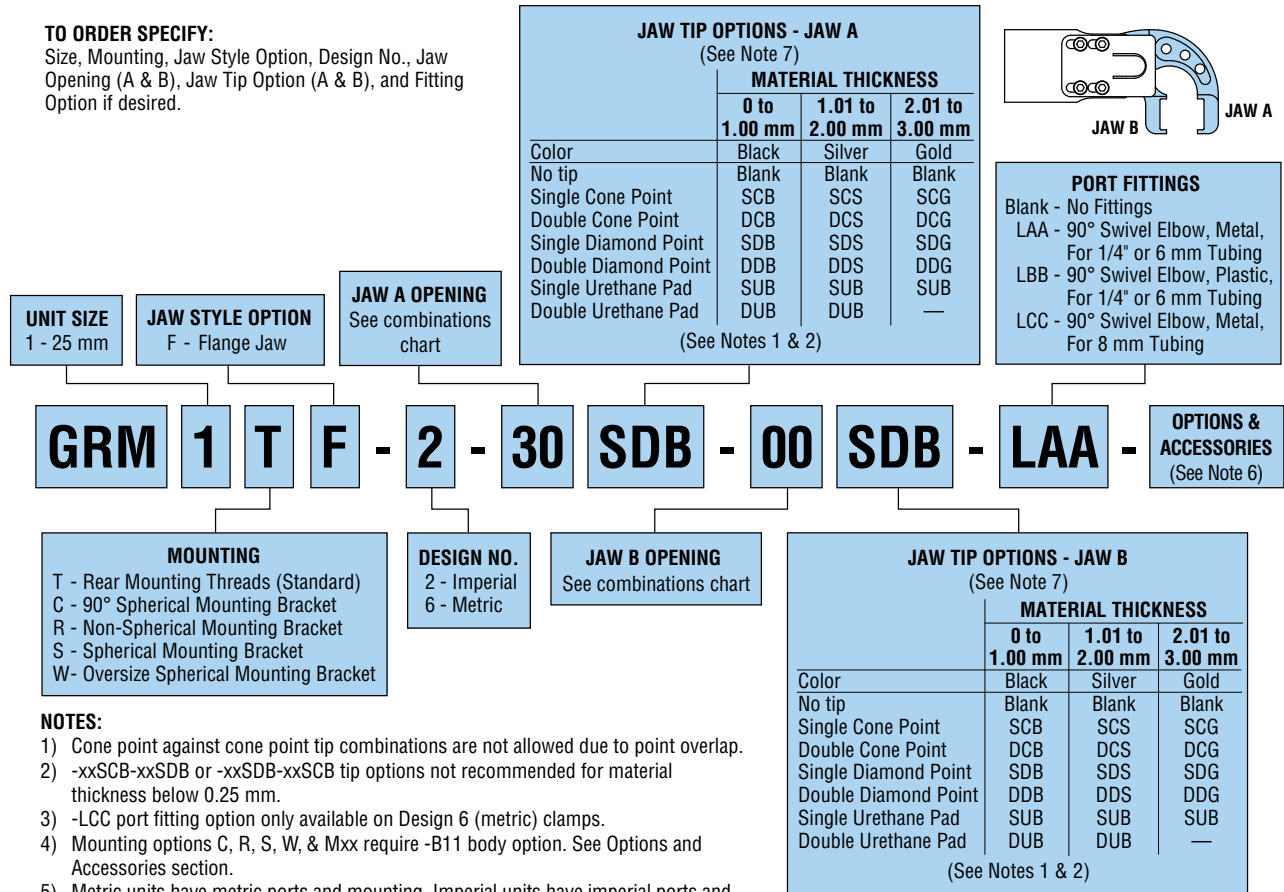 TO ORDER SPECIFY:
Size, Mounting, Jaw Style Option, Design No., Jaw
Opening (A & B), Jaw Tip Option (A & B), and Fitting
Option if desired.
JAW TIP OPTIONS - JAW A
(See Note 7)
MATERIAL THICKNESS
0 to 1.01 to 2.01 to
1.00 mm 2.00 mm 3.00 mm
Color Black Silver Gold
No tip Blank Blank Blank
Single Cone Point SCB SCS SCG
Double Cone Point DCB DCS DCG
Single Diamond Point SDB SDS SDG
Double Diamond Point DDB DDS DDG
Single Urethane Pad SUB SUB SUB
Double Urethane Pad DUB DUB —
(See Notes 1 & 2)
JAW B
JAW A
PORT FITTINGS
Blank - No Fittings
LAA - 90° Swivel Elbow, Metal,
For 1/4" or 6 mm Tubing
LBB - 90° Swivel Elbow, Plastic,
For 1/4" or 6 mm Tubing
LCC - 90° Swivel Elbow, Metal,
For 8 mm Tubing
UNIT SIZE
1 - 25 mm
JAW STYLE OPTION
F - Flange Jaw
JAW A OPENING
See combinations
chart
GRM 1 T F - 2 - 30 SDB - 00 SDB - LAA -
OPTIONS &
ACCESSORIES
(See Note 6)
MOUNTING
T - Rear Mounting Threads (Standard)
C - 90° Spherical Mounting Bracket
R - Non-Spherical Mounting Bracket
S - Spherical Mounting Bracket
W- Oversize Spherical Mounting Bracket
DESIGN NO.
2 - Imperial
6 - Metric
JAW B OPENING
See combinations chart
JAW TIP OPTIONS - JAW B
(See Note 7)
MATERIAL THICKNESS
0 to 1.01 to 2.01 to
1.00 mm 2.00 mm 3.00 mm
Color Black Silver Gold
No tip Blank Blank Blank
Single Cone Point SCB SCS SCG
Double Cone Point DCB DCS DCG
Single Diamond Point SDB SDS SDG
Double Diamond Point DDB DDS DDG
Single Urethane Pad SUB SUB SUB
Double Urethane Pad DUB DUB —
(See Notes 1 & 2)
NOTES:
1) Cone point against cone point tip combinations are not allowed due to point overlap.
2) -xxSCB-xxSDB or -xxSDB-xxSCB tip options not recommended for material
thickness below 0.25 mm.
3) -LCC port fitting option only available on Design 6 (metric) clamps.
4) Mounting options C, R, S, W, & Mxx require -B11 body option. See Options and
Accessories section.
5) Metric units have metric ports and mounting. Imperial units have imperial ports and